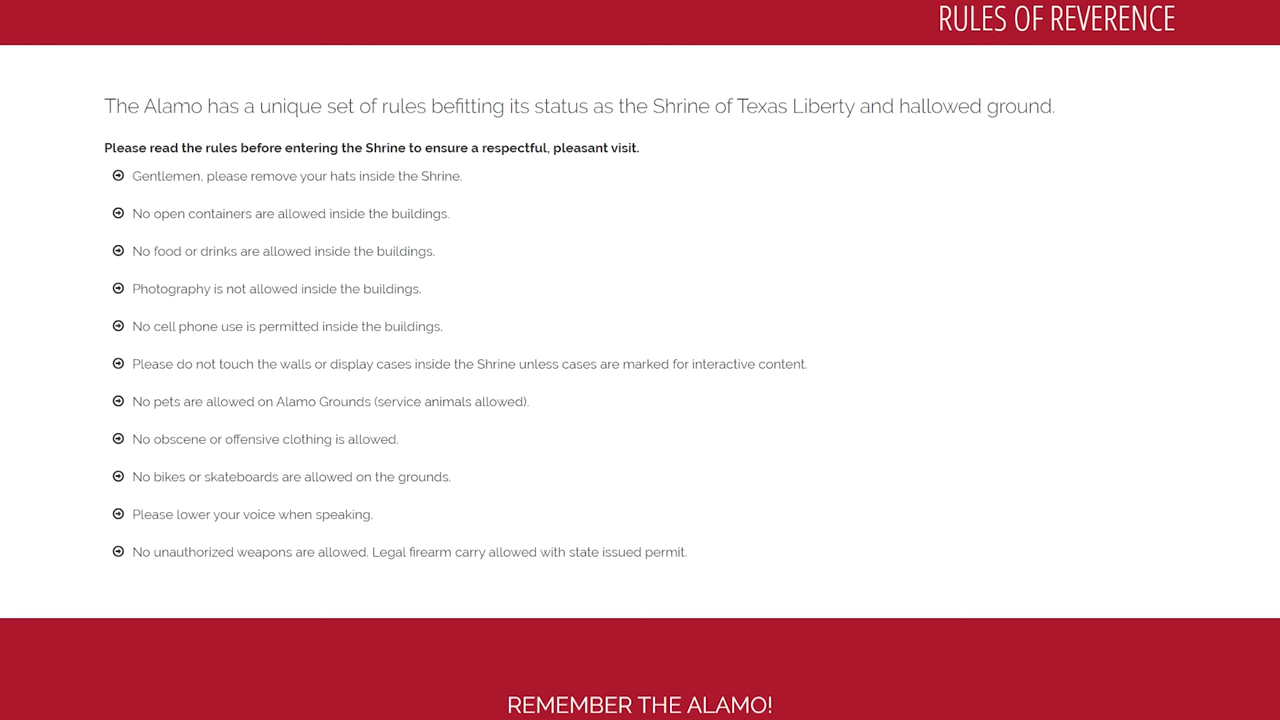 RULES OF REVERENCE
The Alamo has a unique set of rules befitting its status as the Shrine of Texas Liberty and hallowed ground.
Please read the rules before entering the Shrine to ensure a respectful, pleasant visit.
Gentlemen, please remove your hats inside the Shrine.
No open containers are allowed inside the buildings.
No food or drinks are allowed inside the buildings.
Photography is not allowed inside the buildings.
No cell phone use is permitted inside the buildings.
Please do not touch the walls or display cases inside the Shrine unless cases are marked for interactive content.
No pets are allowed on Alamo Grounds (service animals allowed).
No obscene or offensive clothing is allowed.
No bikes or skateboards are allowed on the grounds.
Please lower your voice when speaking.
No unauthorized weapons are allowed. Legal firearm carry allowed with state issued permit.
REMEMBER THE ALAMO!